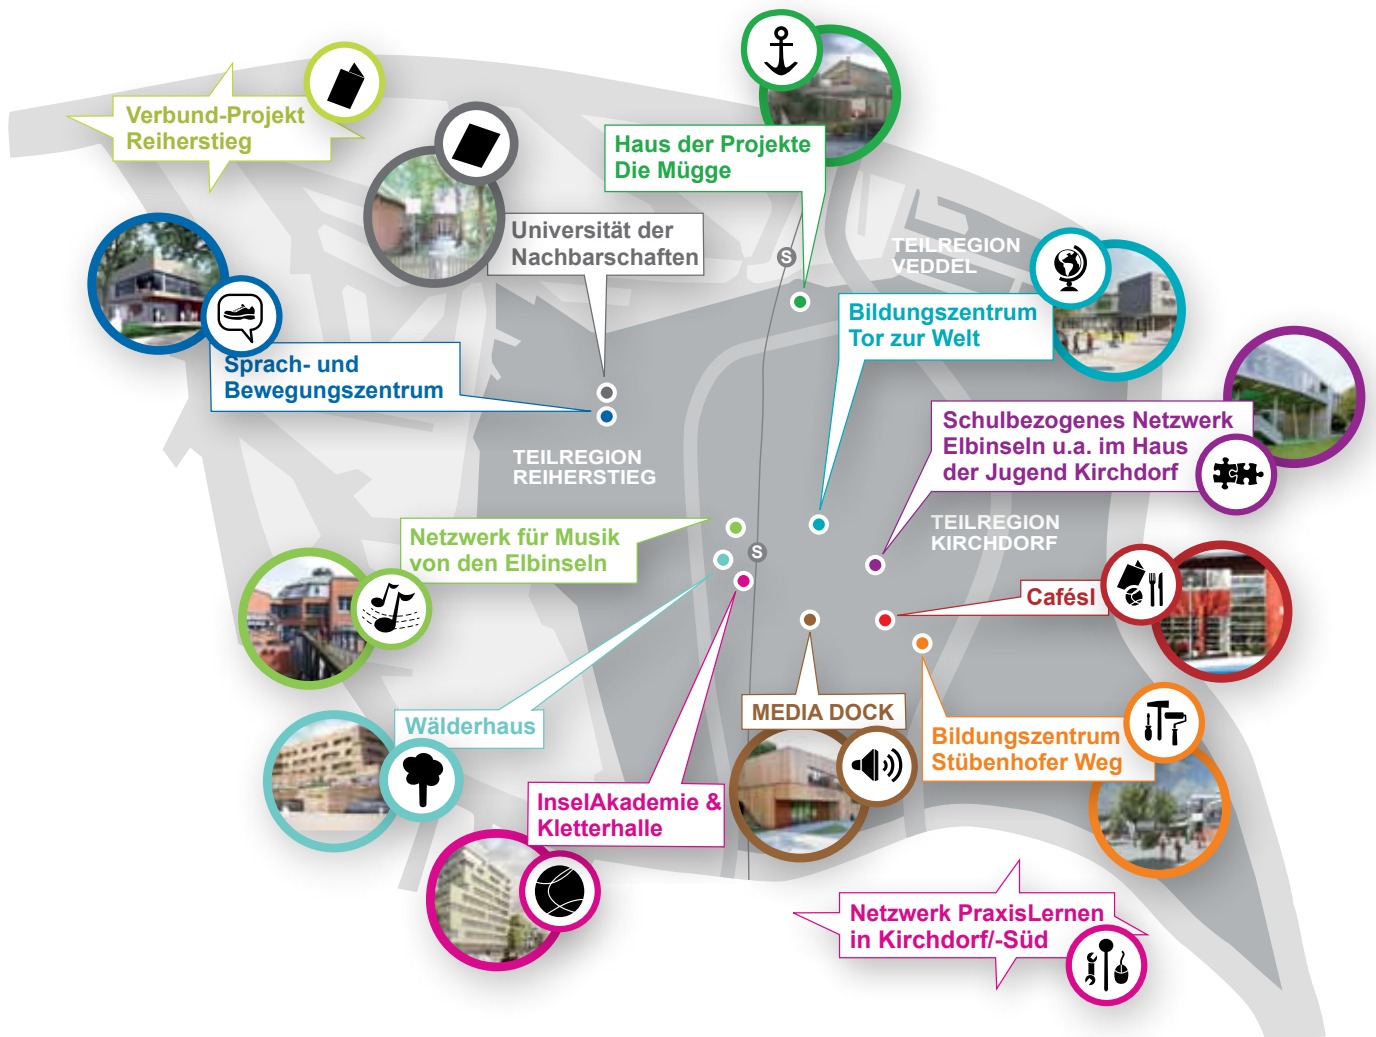 Verbund-Projekt
Reiherstieg
Haus der Projekte
Die Mügge
Universität der
Nachbarschaften
TEILREGION
VEDDEL
S
Bildungszentrum
Tor zur Welt
Sprach- und
Bewegungszentrum
Schulbezogenes Netzwerk
Elbinseln u.a. im Haus
der Jugend Kirchdorf
TEILREGION
REIHERSTIEG
TEILREGION
KIRCHDORF
Netzwerk für Musik
von den Elbinseln
S
CafésI
Wälderhaus
MEDIA DOCK
Bildungszentrum
Stübenhofer Weg
InselAkademie &
Kletterhalle
Netzwerk PraxisLernen
in Kirchdorf/-Süd